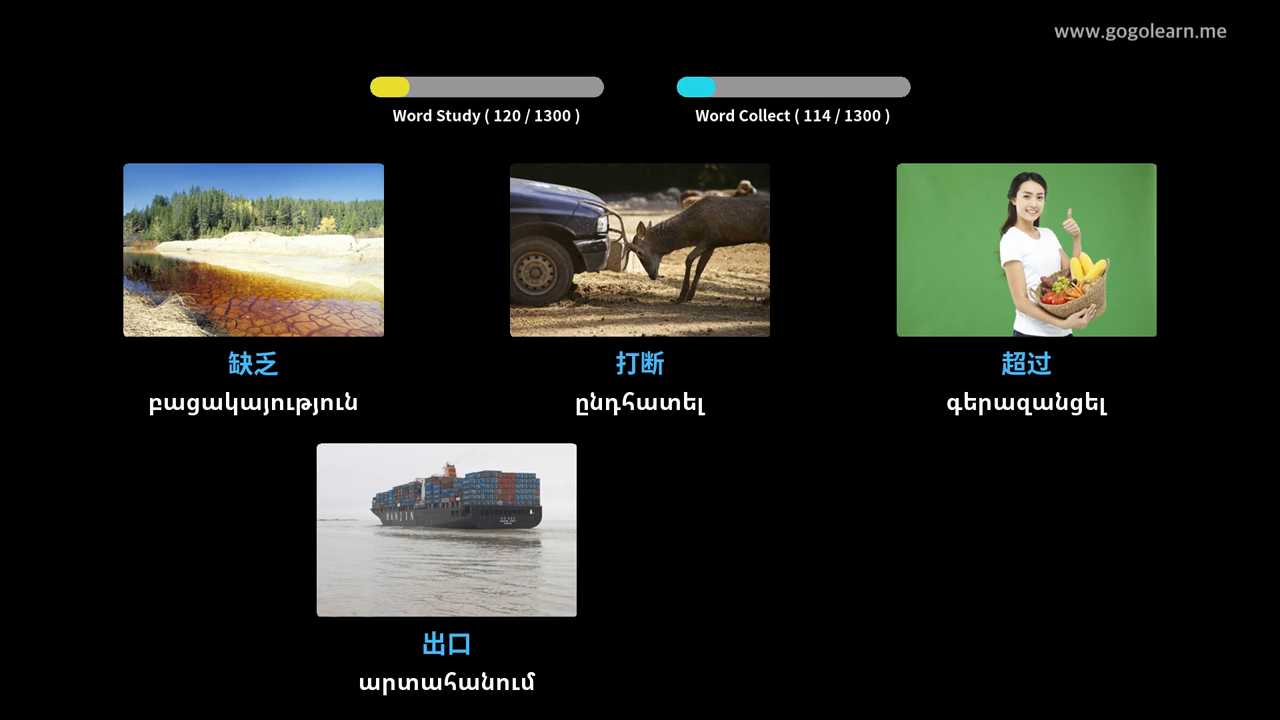 www.gogolearn.me
Word Study ( 120 / 1300 )
Word Collect ( 114 / 1300 )
缺乏
打断
超过
բացակայություն
ընդհատել
գերազանցել
HANJIN
出口
արտահանում